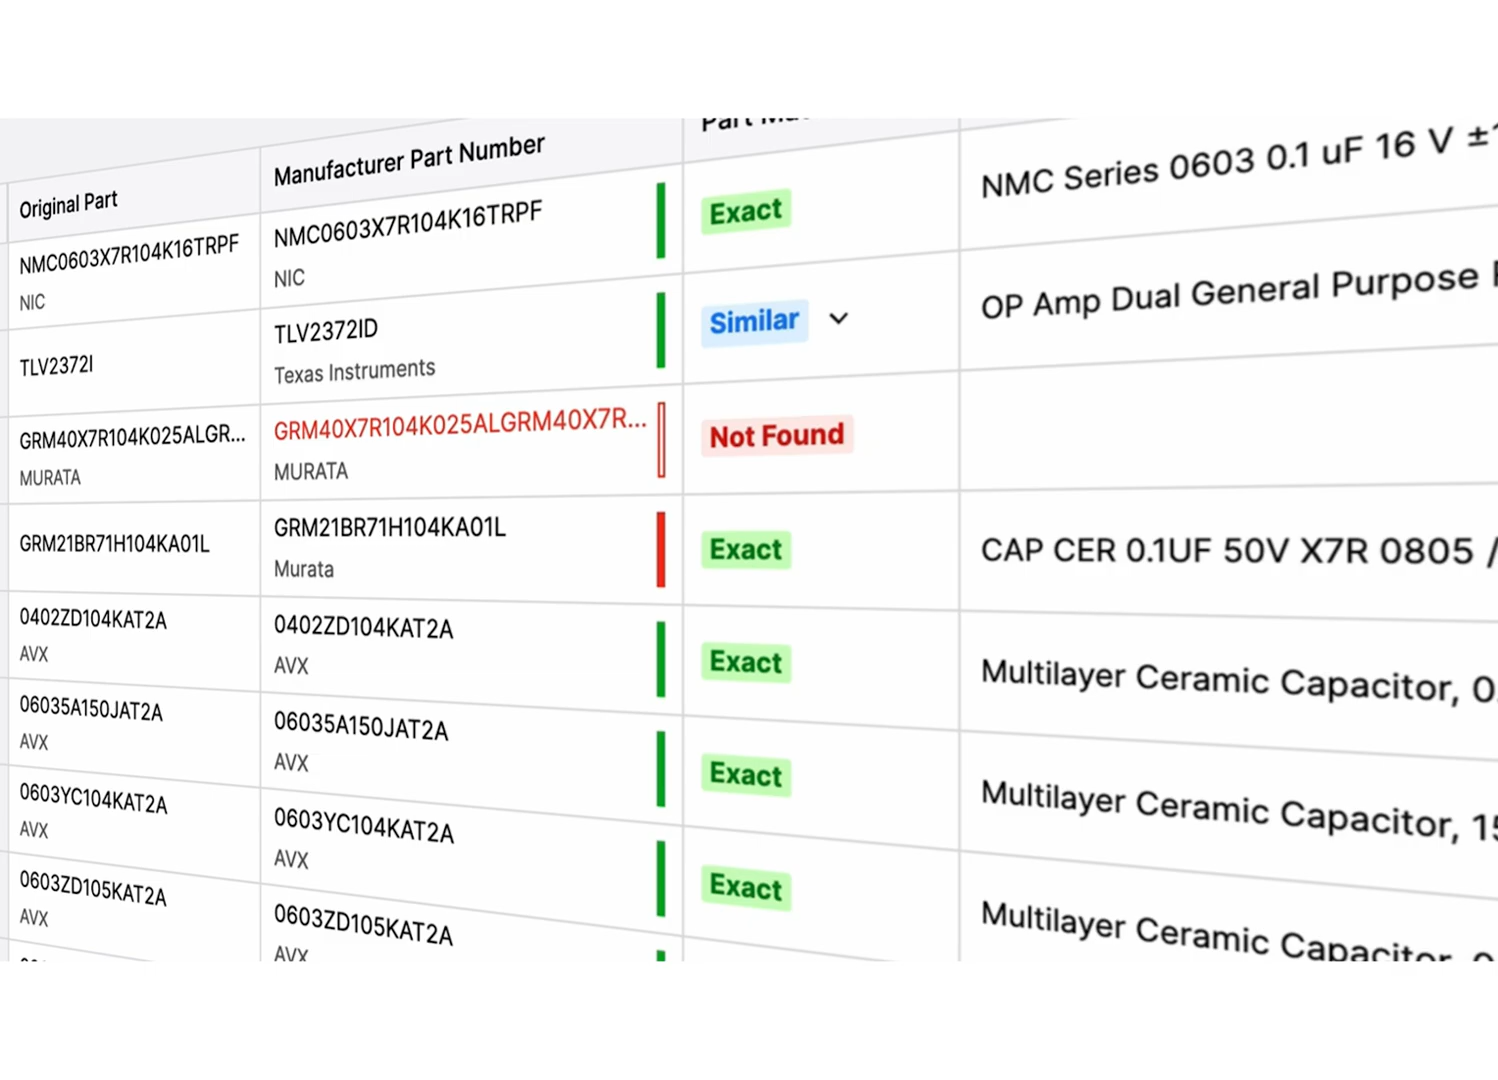 Original Part
Manufacturer Part Number
Part
NMC0603X7R104K16TRPF
NIC
NMC0603X7R104K16TRPF
NIC
Exact
NMC Series 0603 0.1 uF 16 V
TLV2372I
TLV2372ID
Texas Instruments
Similar
OP Amp Dual General Purpose
GRM40X7R104K025ALGR...
MURATA
GRM40X7R104K025ALGRM40X7R...
MURATA
Not Found
GRM21BR71H104KA01L
GRM21BR71H104KA01L
Murata
Exact
CAP CER 0.1UF 50V X7R 0805 /
0402ZD104KAT2A
AVX
0402ZD104KAT2A
AVX
Exact
Multilayer Ceramic Capacitor, 0
06035A150JAT2A
AVX
06035A150JAT2A
AVX
Exact
Multilayer Ceramic Capacitor, 15
0603YC104KAT2A
AVX
0603YC104KAT2A
AVX
Exact
Multilayer Ceramic Capacitor,
0603ZD105KAT2A
AVX
0603ZD105KAT2A
AVX